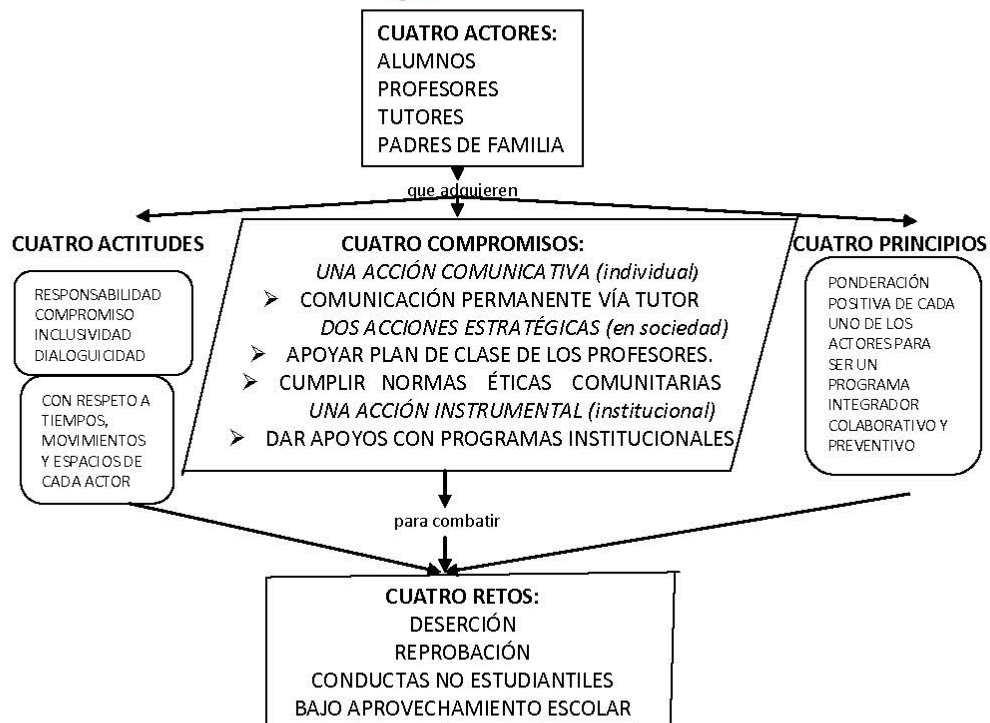 CUATRO ACTORES:
ALUMNOS
PROFESORES
TUTORES
PADRES DE FAMILIA
que adquieren
CUATRO ACTITUDES
RESPONSABILIDAD
COMPROMISO
INCLUSIVIDAD
DIALOGUICIDAD
CON RESPETO A
TIEMPOS,
MOVIMIENTOS
Y ESPACIOS DE
CADA ACTOR
CUATRO COMPROMISOS:
UNA ACCIÓN COMUNICATIVA (individual)
➤ COMUNICACIÓN PERMANENTE VÍA TUTOR
DOS ACCIONES ESTRATÉGICAS (en sociedad)
➤ APOYAR PLAN DE CLASE DE LOS PROFESORES.
➤ CUMPLIR NORMAS ÉTICAS COMUNITARIAS
UNA ACCIÓN INSTRUMENTAL (institucional)
➤ DAR APOYOS CON PROGRAMAS INSTITUCIONALES
CUATRO PRINCIPIOS
PONDERACIÓN
POSITIVA DE CADA
UNO DE LOS
ACTORES PARA
SER UN
PROGRAMA
INTEGRADOR
COLABORATIVO Y
PREVENTIVO
para combatir
CUATRO RETOS:
DESERCIÓN
REPROBACIÓN
CONDUCTAS NO ESTUDIANTILES
BAJO APROVECHAMIENTO ESCOLAR